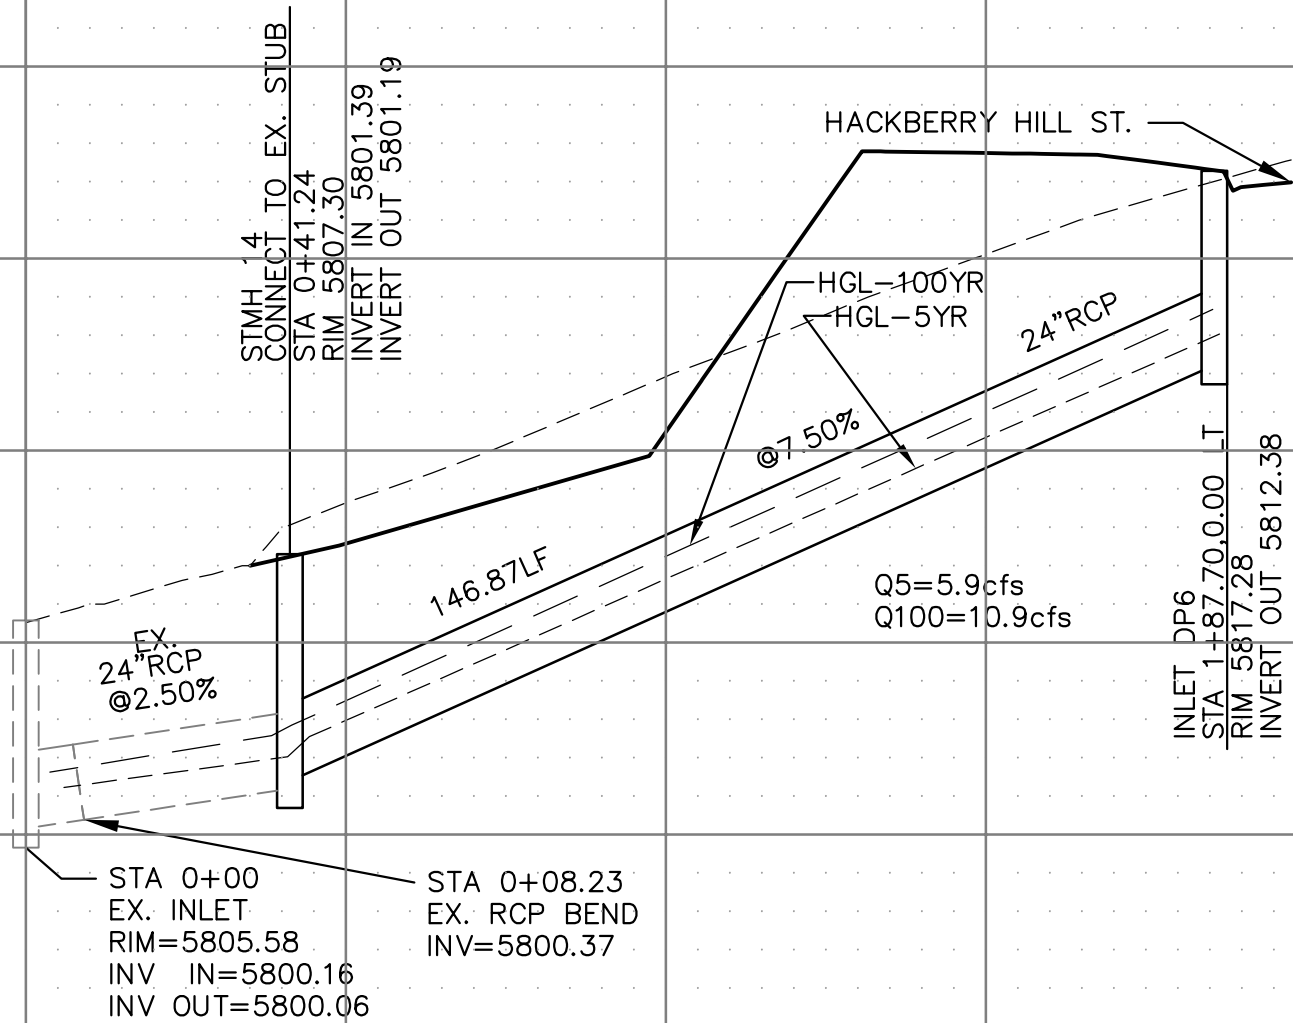 STMH 14
CONNECT TO EX. STUB
STA 0+41.24
RIM 5807.30
INVERT IN 5801.39
INVERT OUT 5801.19
HACKBERRY HILL ST.
HGL-100YR
HGL-5YR
24"RCP
@7.50%
146.87LF
Q5=5.9cfs
Q100=10.9cfs
EX.
24"RCP
@2.50%
INLET DP6
STA 1+87.70,0.00 LT
RIM 5817.28
INVERT OUT 5812.38
STA 0+00
EX. INLET
RIM=5805.58
INV IN=5800.16
INV OUT=5800.06
STA 0+08.23
EX. RCP BEND
INV=5800.37